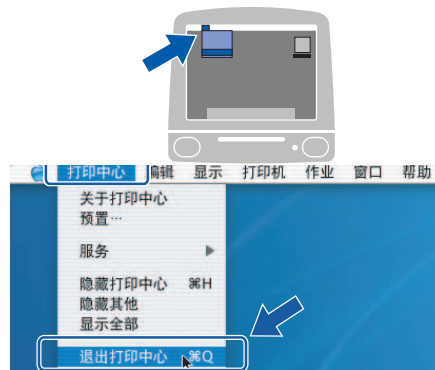 打印中心 编辑 显示 打印机 作业 窗口 帮助
关于打印中心
预置…
服务
隐藏打印中心 ⌘H
隐藏其他
显示全部
退出打印中心 ⌘Q